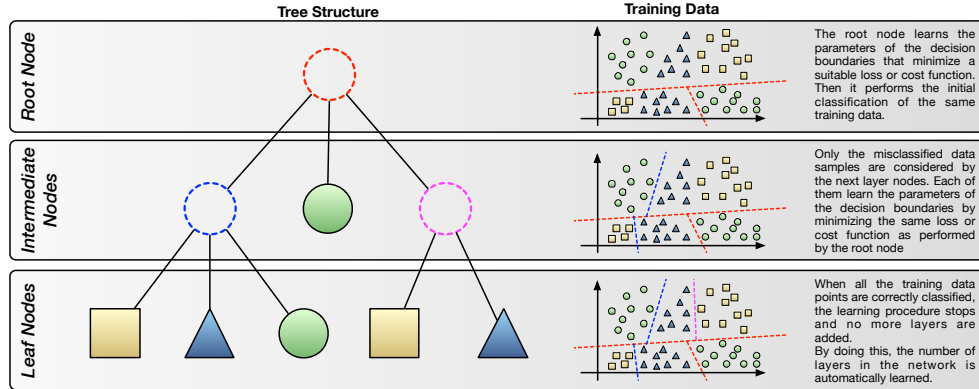 Tree Structure
Training Data
Root Node
The root node learns the
parameters of the decision
boundaries that minimize a
suitable loss or cost function.
Then it performs the initial
classification of the same
training data.
Intermediate
Nodes
Only the misclassified data
samples are considered by
the next layer nodes. Each of
them learn the parameters of
the decision boundaries by
minimizing the same loss or
cost function as performed
by the root node
Leaf Nodes
When all the training data
points are correctly classified,
the learning procedure stops
and no more layers are
added.
By doing this, the number of
layers in the network is
automatically learned.